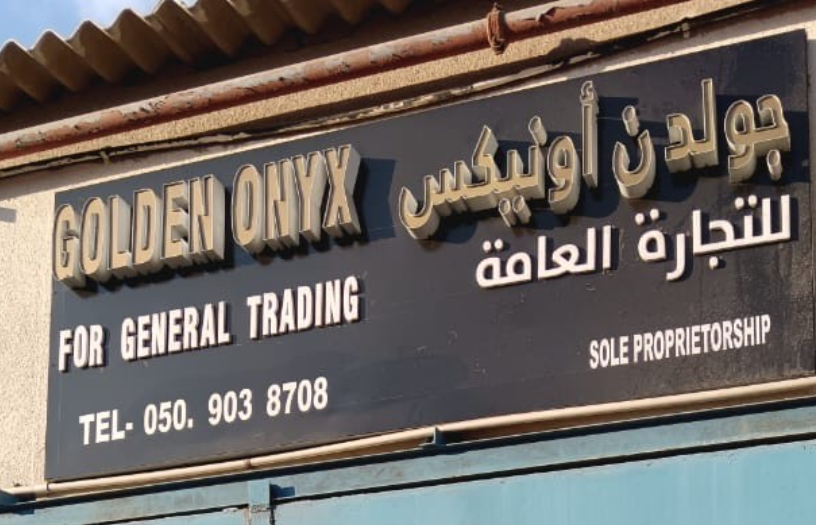 GOLDEN ONYX
جولدن أونيكس
FOR GENERAL TRADING
للتجارة العامة
TEL- 050. 903 8708
SOLE PROPRIETORSHIP